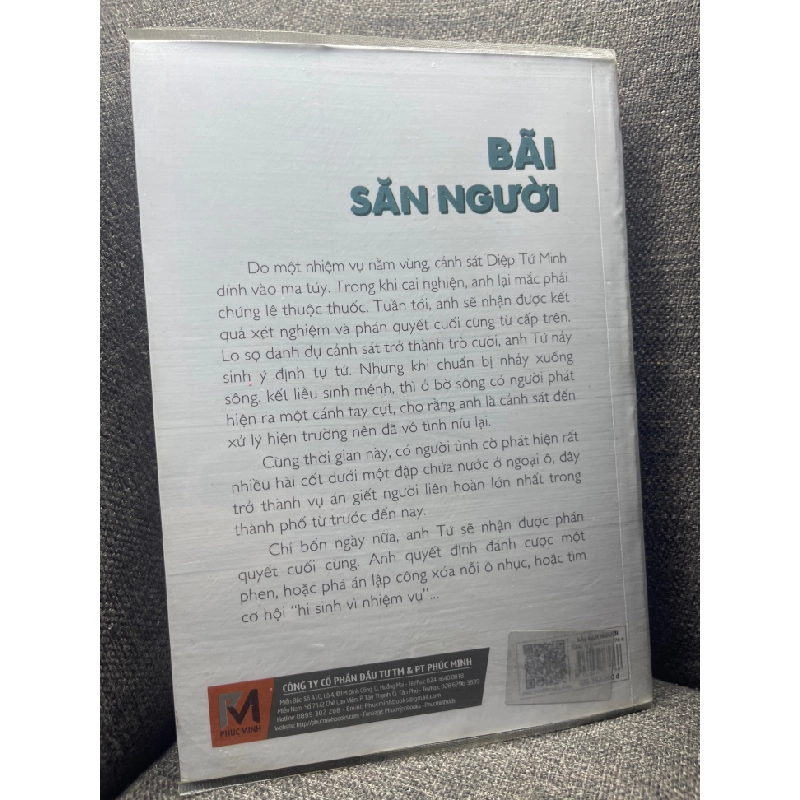 BÃI
SĂN NGƯỜI
Do một nhiệm vụ nằm vùng, cảnh sát Diệp Tứ Minh
dính vào ma túy. Trong khi cai nghiện, anh lại mắc phải
chứng lệ thuộc thuốc. Tuần tới, anh sẽ nhận được kết
quả xét nghiệm và phán quyết cuối cùng từ cấp trên.
Lo sợ danh dự cảnh sát trở thành trò cười, anh Tứ nảy
sinh ý định tự tử. Nhưng khi chuẩn bị nhảy xuống
sông, kết liễu sinh mệnh, thì ở bờ sông có người phát
hiện ra một cánh tay cụt, cho rằng anh là cảnh sát đến
xử lý hiện trường nên đã vô tình níu lại.
Cùng thời gian này, có người tình cờ phát hiện rất
nhiều hài cốt dưới một đập chứa nước ở ngoại ô, đây
trở thành vụ án giết người liên hoàn lớn nhất trong
thành phố từ trước đến nay.
Chỉ bốn ngày nữa, anh Tứ sẽ nhận được phán
quyết cuối cùng. Anh quyết định đánh cược một
phen, hoặc phá án lập công xóa nỗi ô nhục, hoặc tìm
cơ hội "hi sinh vì nhiệm vụ"...
PHÚC MINH
CÔNG TY CỔ PHẦN ĐẦU TƯ TM & PT PHÚC MINH